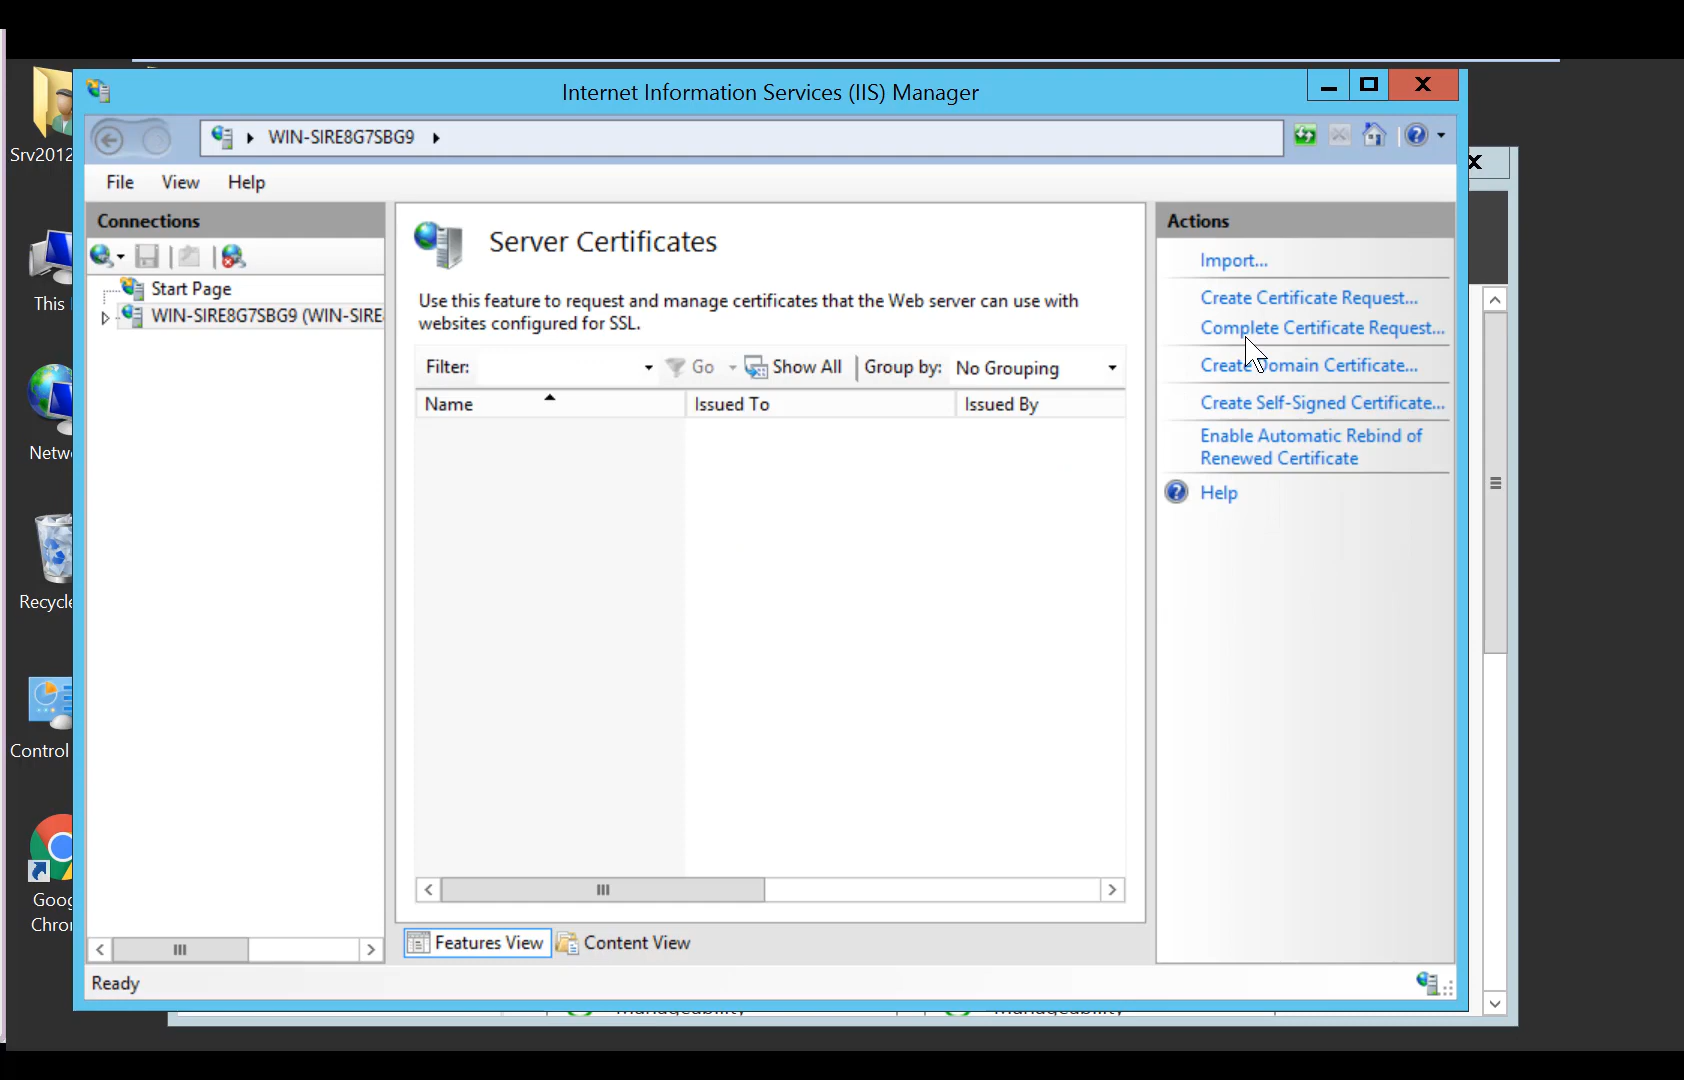 Internet Information Services (IIS) Manager
WIN-SIRE8G7SBG9
File View Help
Connections
Start Page
WIN-SIRE8G7SBG9 (WIN-SIRE
Server Certificates
Use this feature to request and manage certificates that the Web server can use with
websites configured for SSL.
Filter: Go Show All Group by: No Grouping
Name Issued To Issued By
Features View Content View
Ready
Actions
Import...
Create Certificate Request...
Complete Certificate Request...
Create Domain Certificate...
Create Self-Signed Certificate...
Enable Automatic Rebind of
Renewed Certificate
Help
Srv2012
This
Netw
Recycle
Control
Goog
Chro
Manageability Manageability